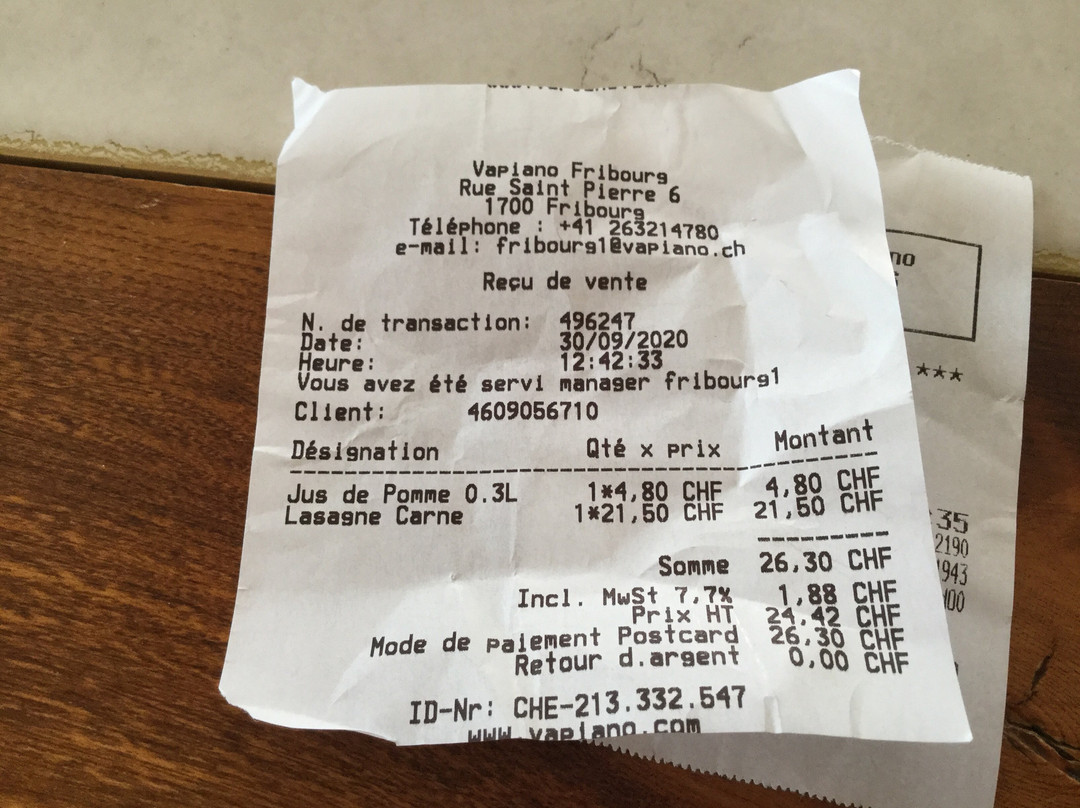 Vapiano Fribourg
Rue Saint Pierre 6
1700 Fribourg
Téléphone : +41 263214780
e-mail: fribourg1@vapiano.ch
Reçu de vente
N. de transaction: 496247
Date: 30/09/2020
Heure: 12:42:33
Vous avez été servi manager fribourg1
Client: 4609056710
Désignation Qté x prix Montant
Jus de Pomme 0.3L 1*4,80 CHF 4,80 CHF
Lasagne Carne 1*21,50 CHF 21,50 CHF
Somme 26,30 CHF
Incl. MwSt 7,7% 1,88 CHF
Prix HT 24,42 CHF
Mode de paiement Postcard 26,30 CHF
Retour d.argent 0,00 CHF
ID-Nr: CHE-213.332.547
www.vapiano.com
no
***
35
2190
1943